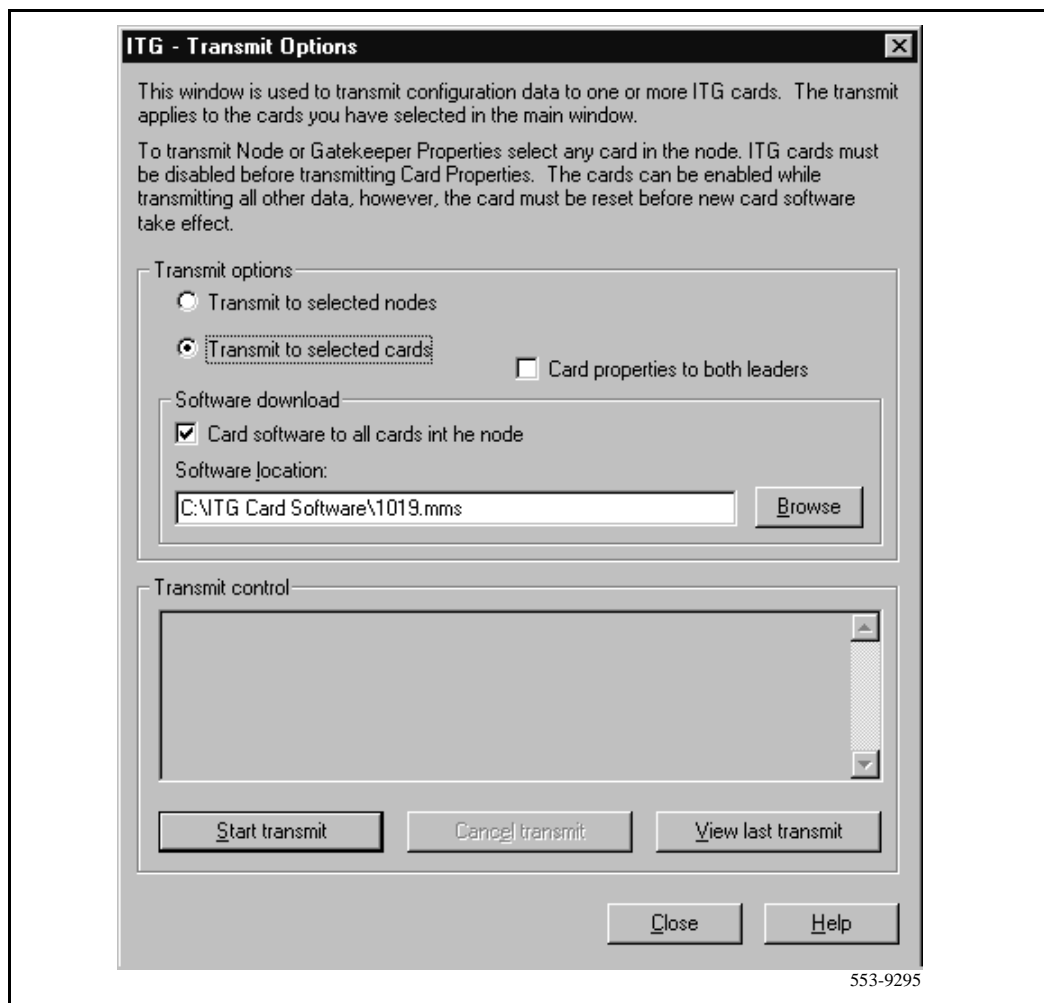 ITG - Transmit Options
This window is used to transmit configuration data to one or more ITG cards. The transmit
applies to the cards you have selected in the main window.
To transmit Node or Gatekeeper Properties select any card in the node. ITG cards must
be disabled before transmitting Card Properties. The cards can be enabled while
transmitting all other data, however, the card must be reset before new card software
take effect.
Transmit options
Transmit to selected nodes
Transmit to selected cards
Card properties to both leaders
Software download
Card software to all cards int he node
Software location:
C:\ITG Card Software\1019.mms
Browse
Transmit control
Start transmit
Cancel transmit
View last transmit
Close
Help
553-9295